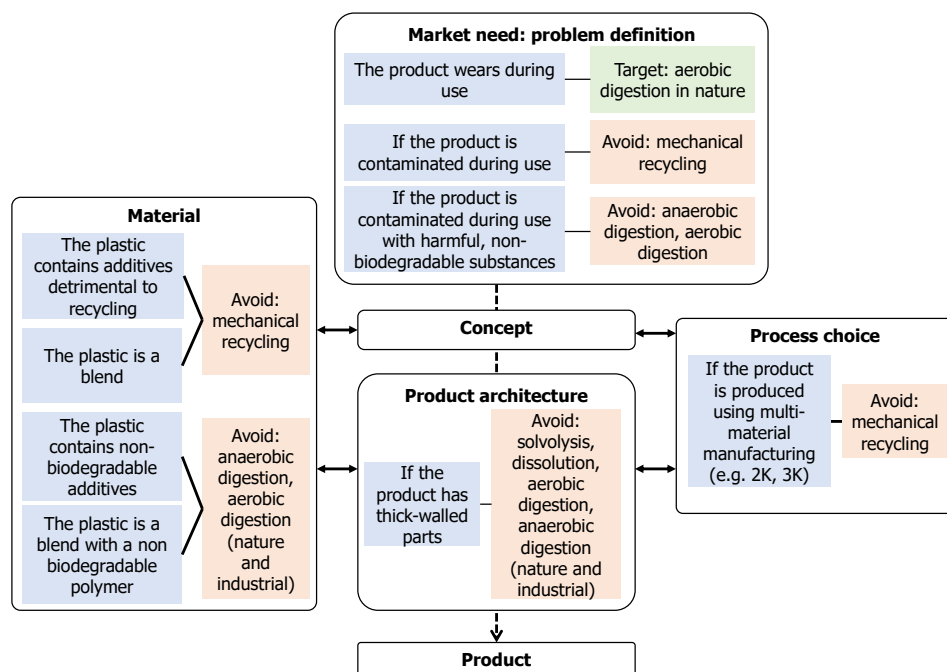 Market need: problem definition
The product wears during
use
Target: aerobic
digestion in nature
If the product is
contaminated during use
Avoid: mechanical
recycling
If the product is
contaminated during use
with harmful, non-
biodegradable substances
Avoid: anaerobic
digestion, aerobic
digestion
Material
The plastic
contains additives
detrimental to
recycling
The plastic is a
blend
Avoid:
mechanical
recycling
The plastic
contains non-
biodegradable
additives
The plastic is a
blend with a non
biodegradable
polymer
Avoid:
anaerobic
digestion,
aerobic
digestion
(nature
and
industrial)
Concept
Product architecture
If the
product has
thick-walled
parts
Avoid:
solvolysis,
dissolution,
aerobic
digestion,
anaerobic
digestion
(nature and
industrial)
Process choice
If the product
is produced
using multi-
material
manufacturing
(e.g. 2K, 3K)
Avoid:
mechanical
recycling
Product